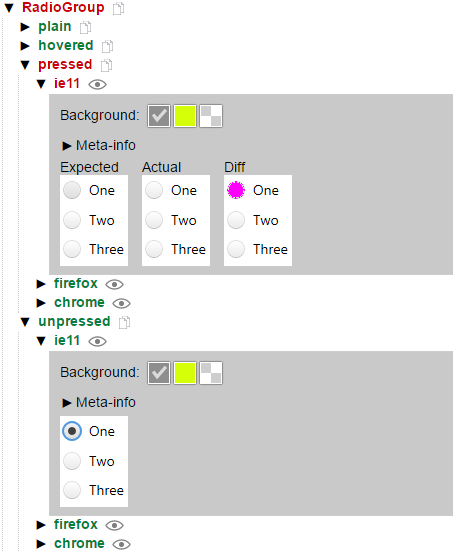 RadioGroup
plain
hovered
pressed
ie11
Background:
Meta-info
Expected Actual Diff
One One One
Two Two Two
Three Three Three
firefox
chrome
unpressed
ie11
Background:
Meta-info
One
Two
Three
firefox
chrome